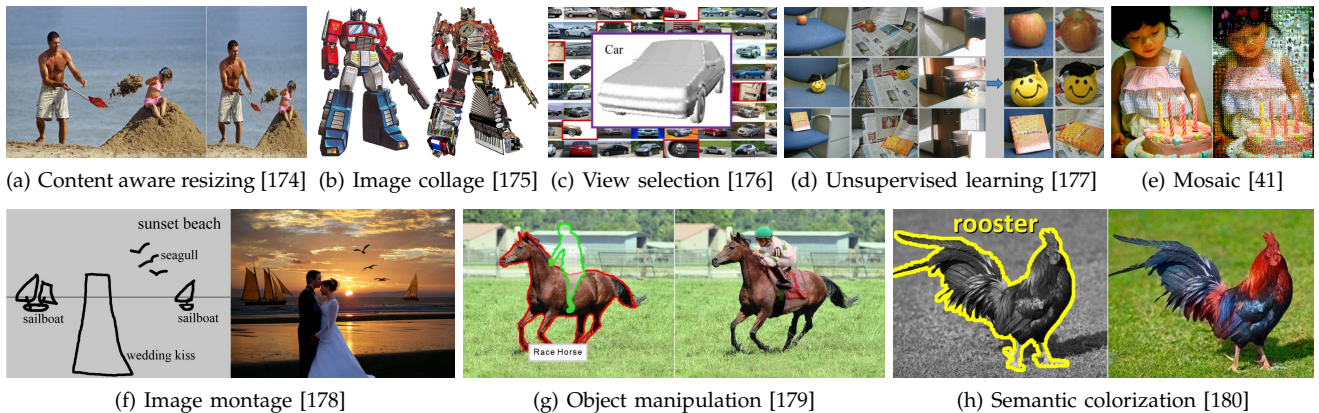 Car
(a) Content aware resizing [174]
(b) Image collage [175]
(c) View selection [176]
(d) Unsupervised learning [177]
(e) Mosaic [41]
sunset beach
seagull
sailboat
sailboat
wedding kiss
Race Horse
rooster
(f) Image montage [178]
(g) Object manipulation [179]
(h) Semantic colorization [180]